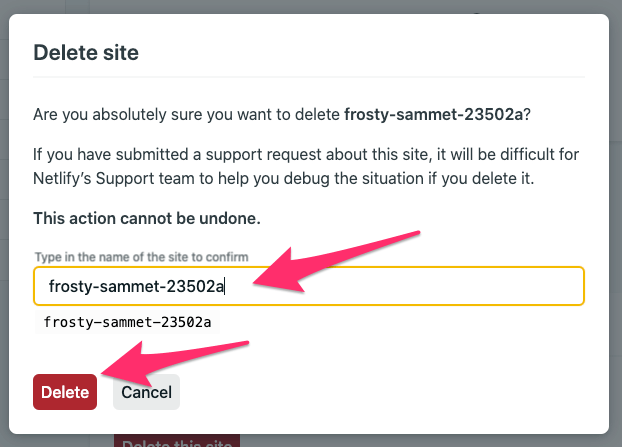 Delete site
Are you absolutely sure you want to delete frosty-sammet-23502a?
If you have submitted a support request about this site, it will be difficult for
Netlify’s Support team to help you debug the situation if you delete it.
This action cannot be undone.
Type in the name of the site to confirm
frosty-sammet-23502a
frosty-sammet-23502a
Delete Cancel
Delete this site